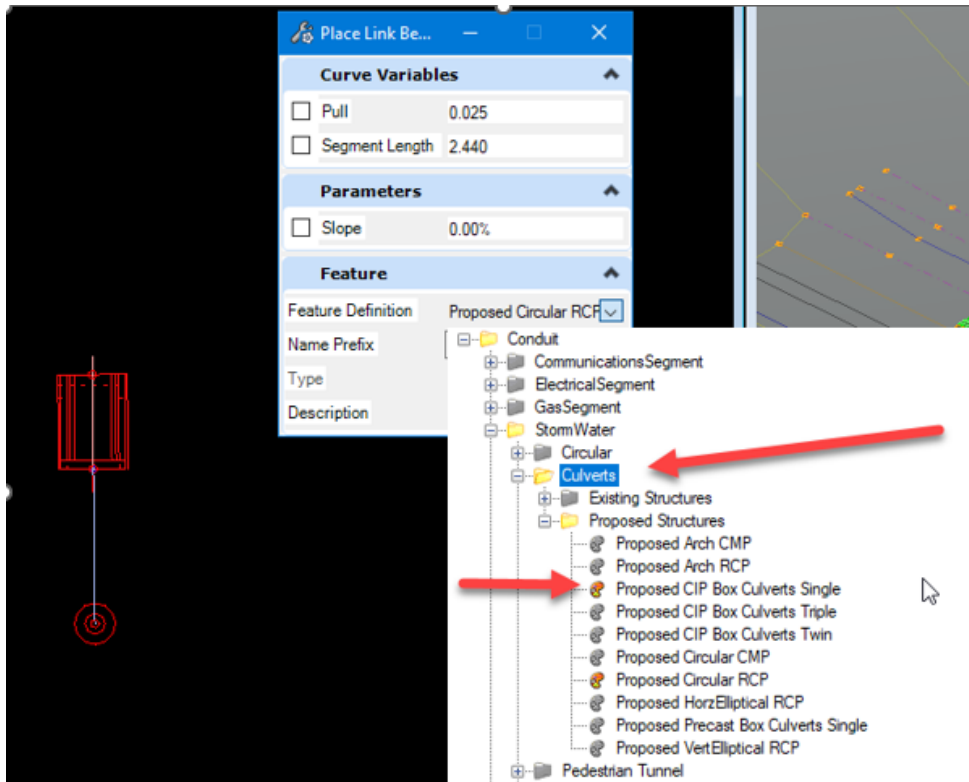 Place Link Be...
Curve Variables
Pull 0.025
Segment Length 2.440
Parameters
Slope 0.00%
Feature
Feature Definition Proposed Circular RCP
Name Prefix
Type
Description
Conduit
CommunicationsSegment
ElectricalSegment
GasSegment
StormWater
Circular
Culverts
Existing Structures
Proposed Structures
Proposed Arch CMP
Proposed Arch RCP
Proposed CIP Box Culverts Single
Proposed CIP Box Culverts Triple
Proposed CIP Box Culverts Twin
Proposed Circular CMP
Proposed Circular RCP
Proposed HorzElliptical RCP
Proposed Precast Box Culverts Single
Proposed VertElliptical RCP
Pedestrian Tunnel